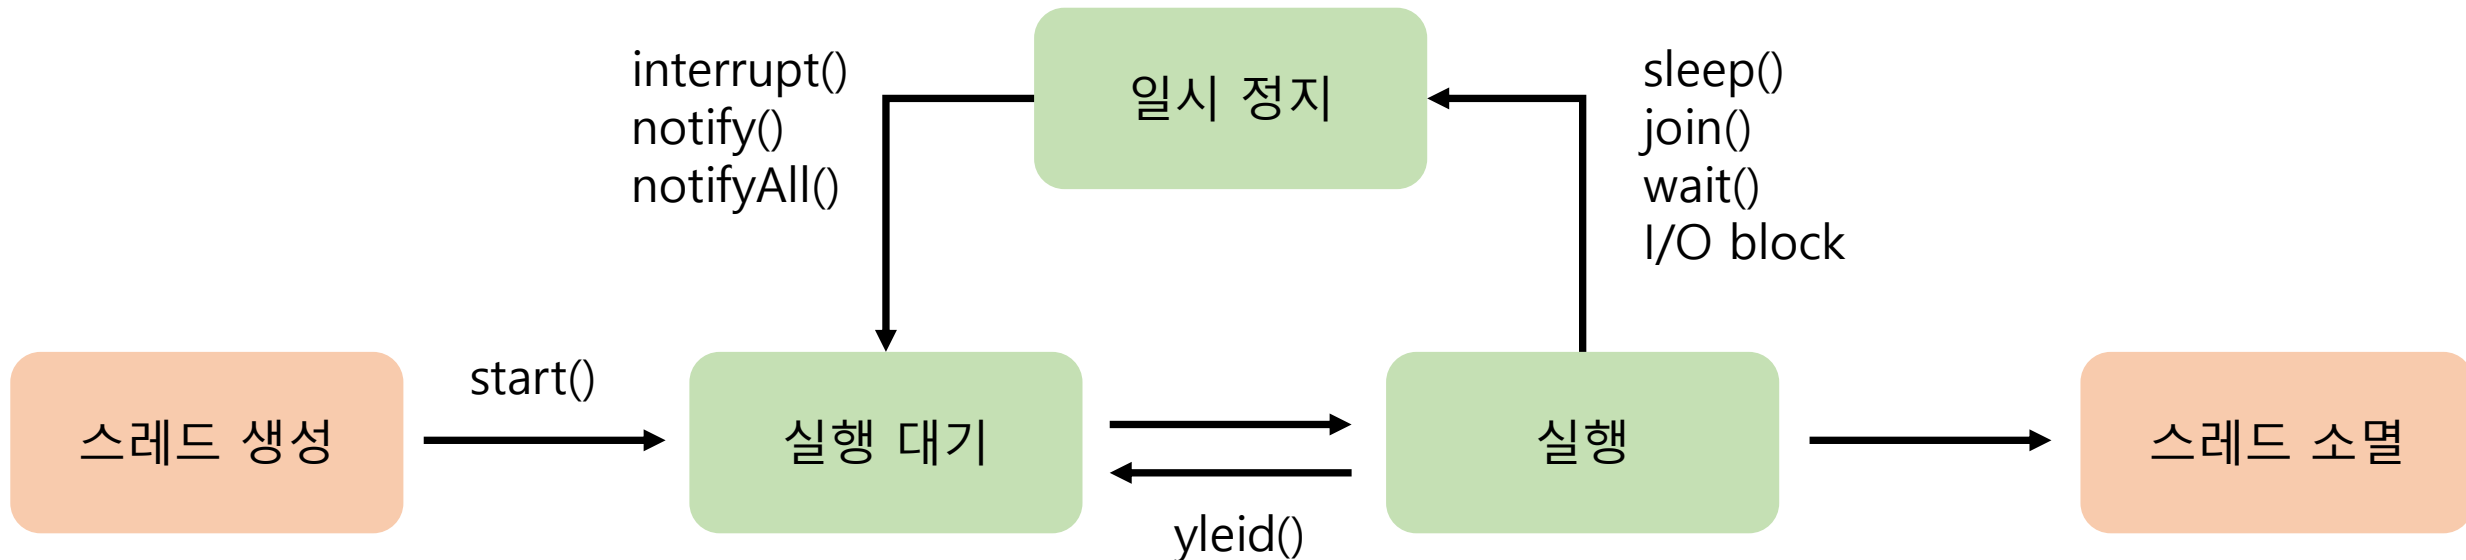 interrupt()
notify()
notifyAll()
일시 정지
sleep()
join()
wait()
I/O block
스레드 생성
start()
실행 대기
yleid()
실행
스레드 소멸